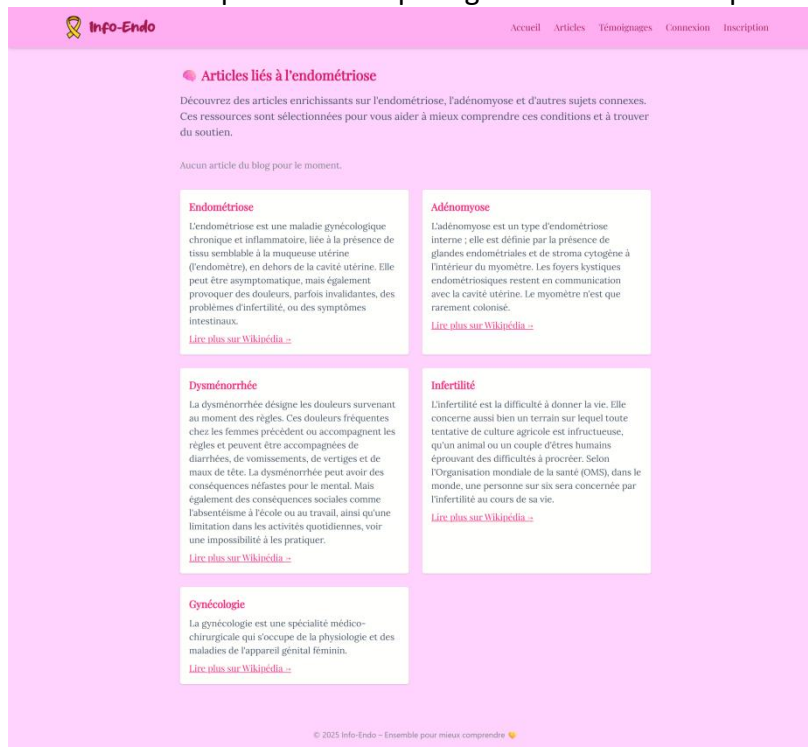 Info-Endo
Accueil Articles Témoignages Connexion Inscription
Articles liés à l'endométriose
Découvrez des articles enrichissants sur l'endométriose, l'adénomyose et d'autres sujets connexes.
Ces ressources sont sélectionnées pour vous aider à mieux comprendre ces conditions et à trouver
du soutien.
Aucun article du blog pour le moment.
Endométriose
L'endométriose est une maladie gynécologique
chronique et inflammatoire, liée à la présence de
tissu semblable à la muqueuse utérine
(l'endomètre), en dehors de la cavité utérine. Elle
peut être asymptomatique, mais également
provoquer des douleurs, parfois invalidantes, des
problèmes d'infertilité, ou des symptômes
intestinaux.
Lire plus sur Wikipédia →
Adénomyose
L'adénomyose est un type d'endométriose
interne ; elle est définie par la présence de
glandes endométriales et de stroma cytogène à
l'intérieur du myomètre. Les foyers kystiques
endométriosiques restent en communication
avec la cavité utérine. Le myomètre n'est que
rarement colonisé.
Lire plus sur Wikipédia →
Dysménorrhée
La dysménorrhée désigne les douleurs survenant
au moment des règles. Ces douleurs fréquentes
chez les femmes précèdent ou accompagnent les
règles et peuvent être accompagnées de
diarrhées, de vomissements, de vertiges et de
maux de tête. La dysménorrhée peut avoir des
conséquences néfastes pour le mental. Mais
également des conséquences sociales comme
l'absentéisme à l'école ou au travail, ainsi qu'une
limitation dans les activités quotidiennes, voir
une impossibilité à les pratiquer.
Lire plus sur Wikipédia →
Infertilité
L'infertilité est la difficulté à donner la vie. Elle
concerne aussi bien un terrain sur lequel toute
tentative de culture agricole est infructueuse,
qu'un animal ou un couple d'êtres humains
éprouvant des difficultés à procréer. Selon
l'Organisation mondiale de la santé (OMS), dans le
monde, une personne sur six sera concernée par
l'infertilité au cours de sa vie.
Lire plus sur Wikipédia →
Gynécologie
La gynécologie est une spécialité médico-
chirurgicale qui s'occupe de la physiologie et des
maladies de l'appareil génital féminin.
Lire plus sur Wikipédia →
© 2025 Info-Endo – Ensemble pour mieux comprendre